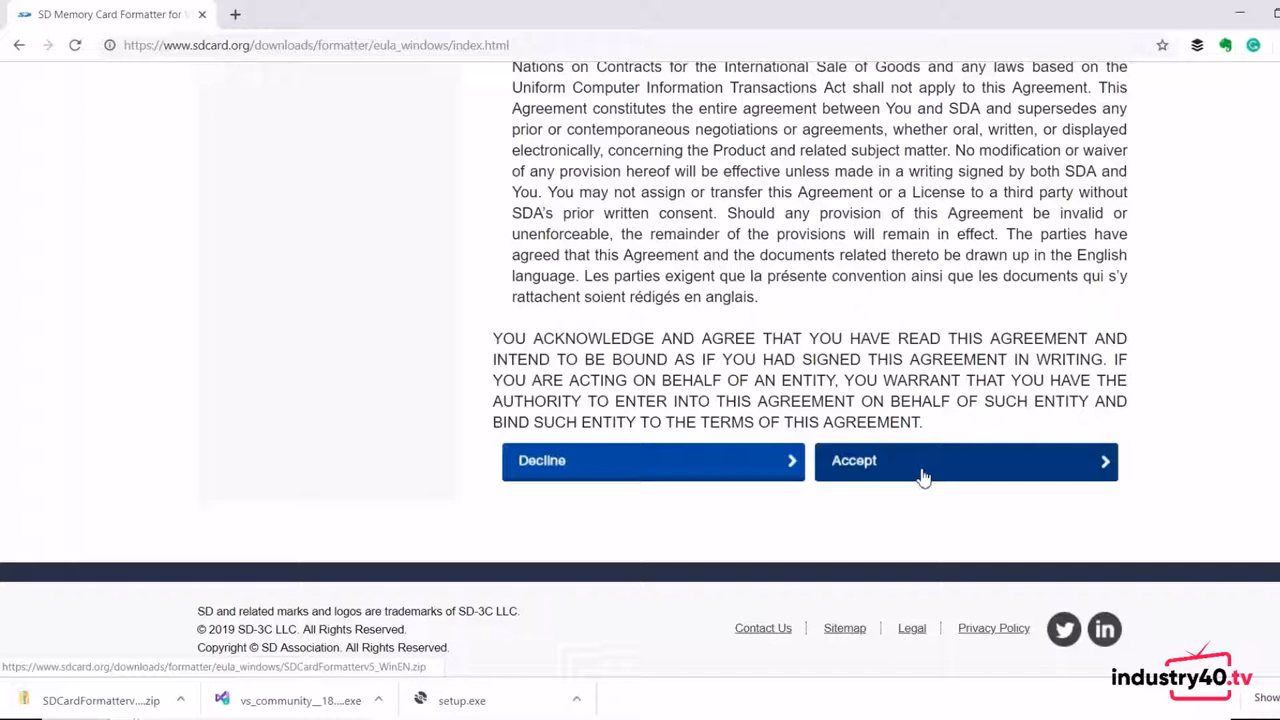 SD Memory Card Formatter for
https://www.sdcard.org/downloads/formatter/eula_windows/index.html
Nations on Contracts for the International Sale of Goods and any laws based on the
Uniform Computer Information Transactions Act shall not apply to this Agreement. This
Agreement constitutes the entire agreement between You and SDA and supersedes any
prior or contemporaneous negotiations or agreements, whether oral, written, or displayed
electronically, concerning the Product and related subject matter. No modification or waiver
of any provision hereof will be effective unless made in a writing signed by both SDA and
You. You may not assign or transfer this Agreement or a License to a third party without
SDA's prior written consent. Should any provision of this Agreement be invalid or
unenforceable, the remainder of the provisions will remain in effect. The parties have
agreed that this Agreement and the documents related thereto be drawn up in the English
language. Les parties exigent que la présente convention ainsi que les documents qui s'y
rattachent soient rédigés en anglais.
YOU ACKNOWLEDGE AND AGREE THAT YOU HAVE READ THIS AGREEMENT AND
INTEND TO BE BOUND AS IF YOU HAD SIGNED THIS AGREEMENT IN WRITING. IF
YOU ARE ACTING ON BEHALF OF AN ENTITY, YOU WARRANT THAT YOU HAVE THE
AUTHORITY TO ENTER INTO THIS AGREEMENT ON BEHALF OF SUCH ENTITY AND
BIND SUCH ENTITY TO THE TERMS OF THIS AGREEMENT.
Decline
Accept
SD and related marks and logos are trademarks of SD-3C LLC.
© 2019 SD-3C LLC. All Rights Reserved.
Copyright © SD Association. All Rights Reserved.
Contact Us
Sitemap
Legal
Privacy Policy
https://www.sdcard.org/downloads/formatter/eula_windows/SDCardFormatterv5_WinEN.zip
industry40.tv
SDCardFormatterv....zip
vs_community__18....exe
setup.exe
Show